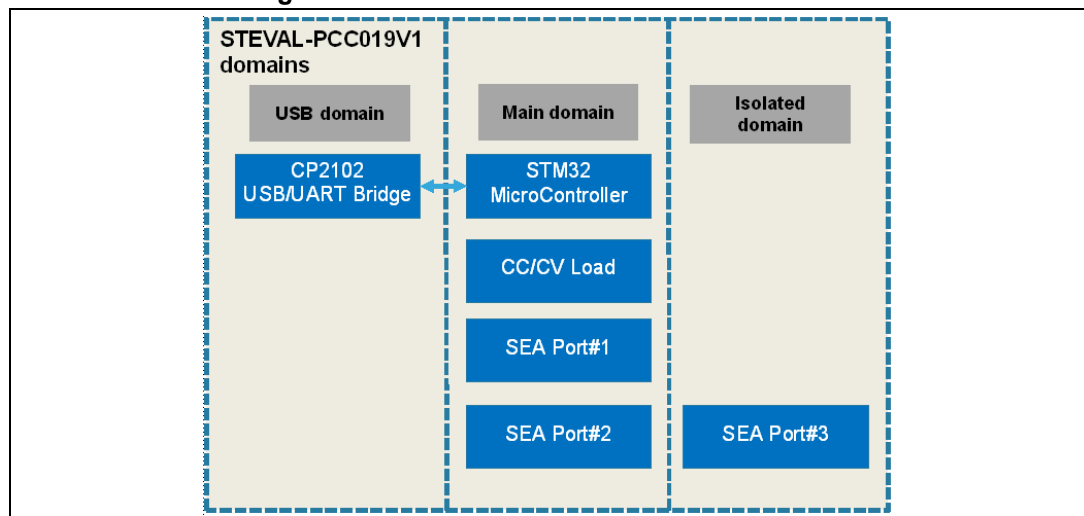 STEVAL-PCC019V1
domains
USB domain
Main domain
Isolated
domain
CP2102
USB/UART Bridge
STM32
MicroController
CC/CV Load
SEA Port#1
SEA Port#2
SEA Port#3